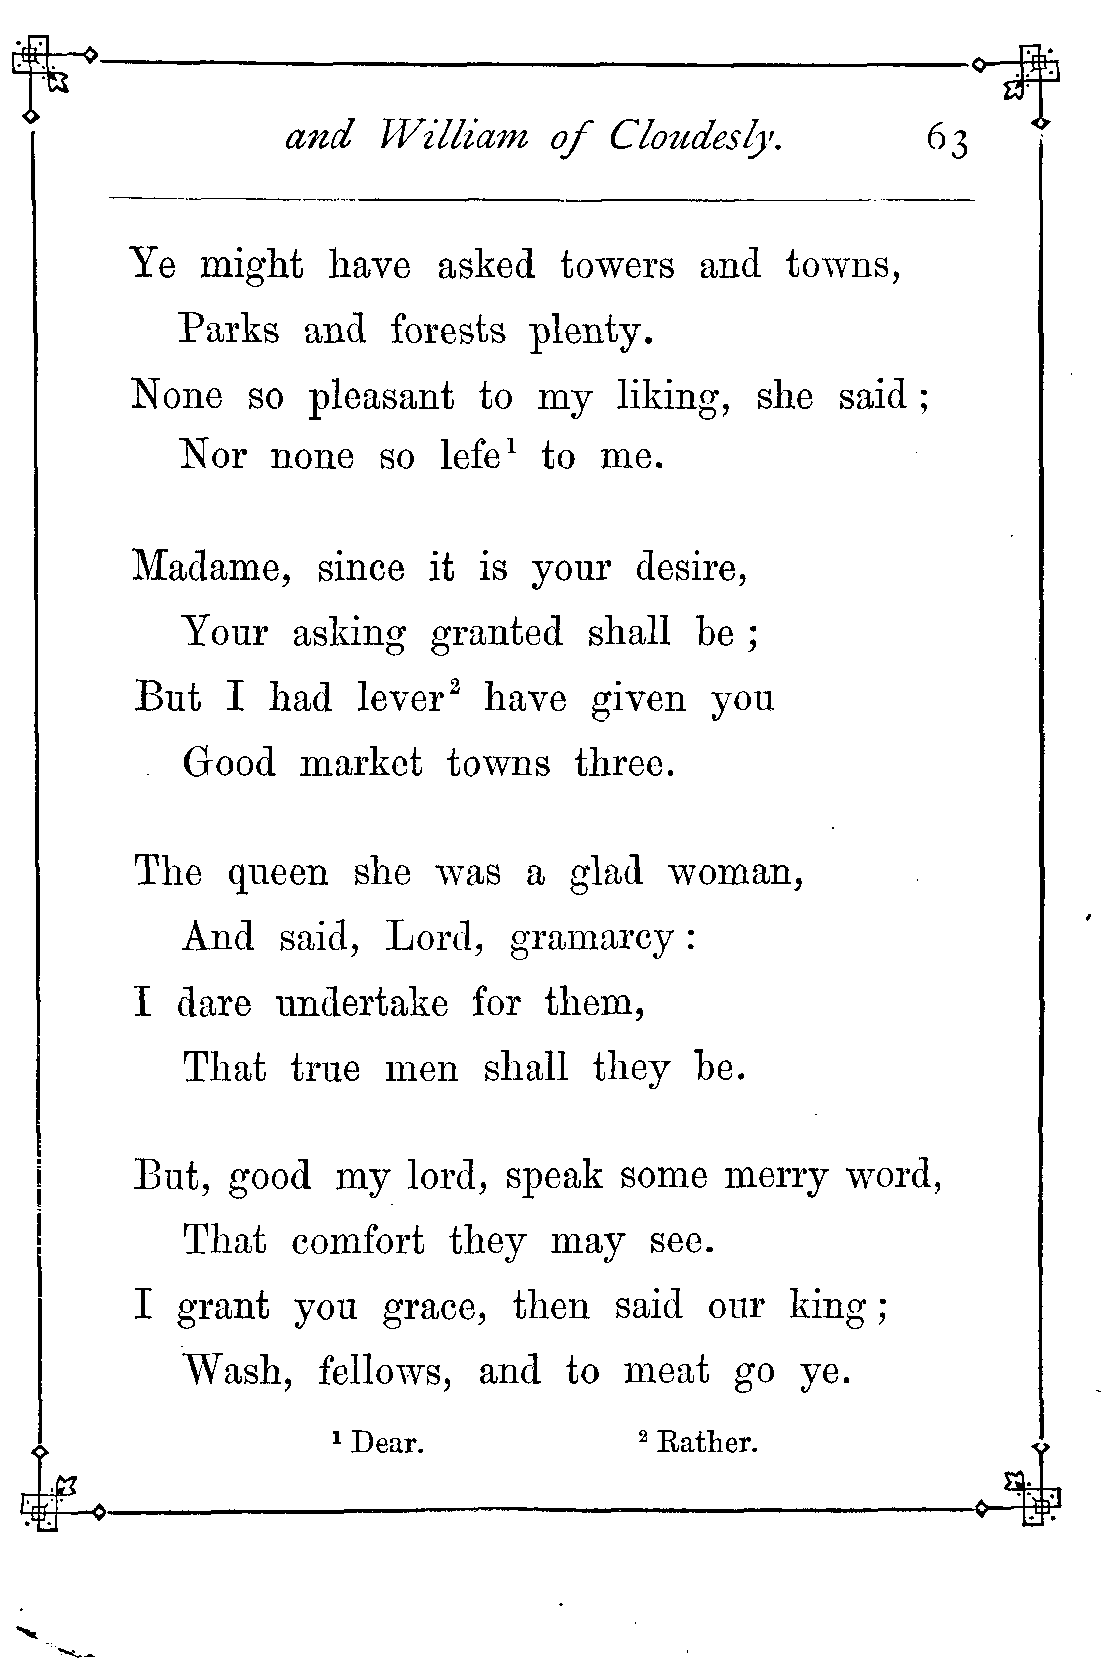 and William of Cloudesly. 63
Ye might have asked towers and towns,
Parks and forests plenty.
None so pleasant to my liking, she said ;
Nor none so lefe¹ to me.
Madame, since it is your desire,
Your asking granted shall be ;
But I had lever² have given you
Good market towns three.
The queen she was a glad woman,
And said, Lord, gramarcy :
I dare undertake for them,
That true men shall they be.
But, good my lord, speak some merry word,
That comfort they may see.
I grant you grace, then said our king ;
Wash, fellows, and to meat go ye.
¹ Dear. ² Rather.